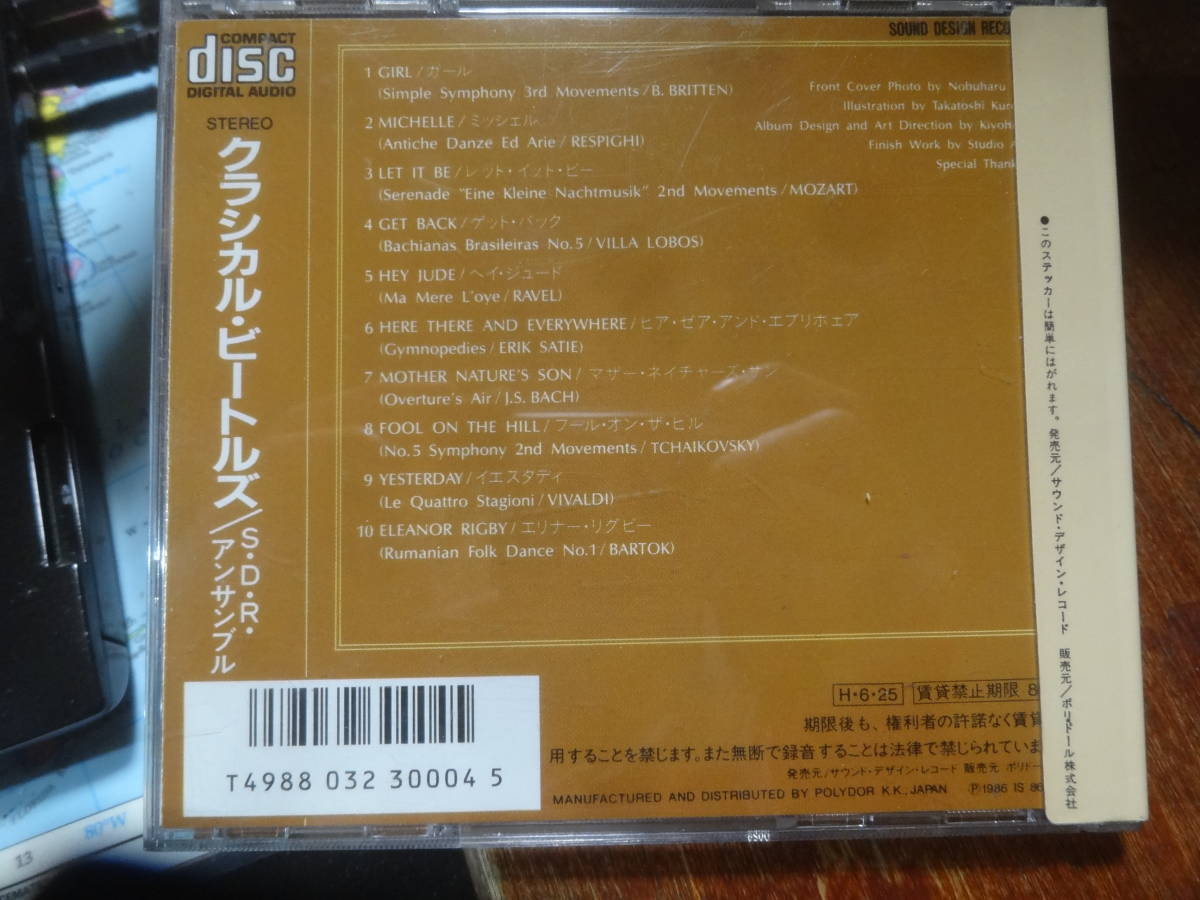 COMPACT
disc
DIGITAL AUDIO
STEREO
クラシカル・ビートルズ/S・D・R・アンサンブル
SOUND DESIGN
1 GIRL/ガール
(Simple Symphony 3rd Movements/B. BRITTEN)
2 MICHELLE/ミッシェル
(Antiche Danze Ed Arie/RESPIGHI)
3 LET IT BE/レット・イット・ビー
(Serenade "Eine Kleine Nachtmusik" 2nd Movements/MOZART)
4 GET BACK/ゲット・バック
(Bachianas Brasileiras No.5/VILLA LOBOS)
5 HEY JUDE/ヘイ・ジュード
(Ma Mere L'oye/RAVEL)
6 HERE THERE AND EVERYWHERE/ヒア・ゼア・アンド・エブリホェア
(Gymnopedies/ERIK SATIE)
7 MOTHER NATURE'S SON/マザー・ネイチャーズ・サン
(Overture's Air/J.S. BACH)
8 FOOL ON THE HILL/フール・オン・ザ・ヒル
(No.5 Symphony 2nd Movements/TCHAIKOVSKY)
9 YESTERDAY/イエスタディ
(Le Quattro Stagioni/VIVALDI)
10 ELEANOR RIGBY/エリナー・リグビー
(Rumanian Folk Dance No.1/BARTOK)
Front Cover Photo by Nobuharu
Illustration by Takatoshi
Album Design and Art Direction by
Finish Work by Studio
Special
●このステッカーは簡単にはがれます。発売元/サウンド・デザイン・レコード 販売元/ポリドール株式会社
H・6・25 賃貸禁止期限 8
期限後も、権利者の許諾なく賃貸
用することを禁じます。また無断で録音することは法律で禁じられていま
発売元/サウンド・デザイン・レコード 販売元 ポリドー
MANUFACTURED AND DISTRIBUTED BY POLYDOR K.K., JAPAN Ⓟ1986 IS 86
T4988 032 30004 5
80°W
13